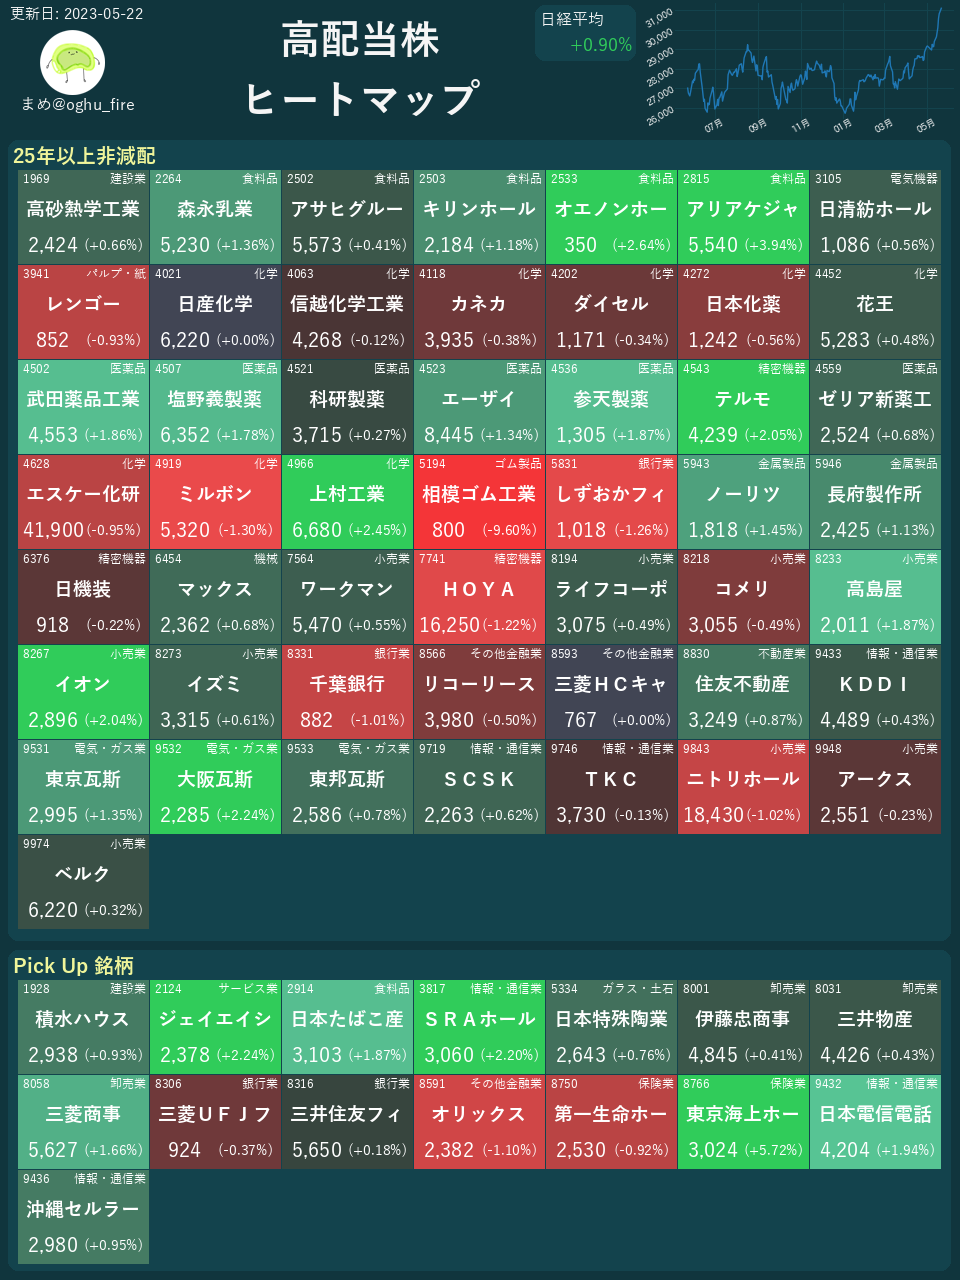 更新日: 2023-05-22
まめ@oghu_fire
高配当株
ヒートマップ
日経平均
+0.90%
31,000
30,000
29,000
28,000
27,000
26,000
07月 09月 11月 01月 03月 05月
25年以上非減配
1969 建設業 2264 食料品 2502 食料品 2503 食料品 2533 食料品 2815 食料品 3105 電気機器
高砂熱学工業 森永乳業 アサヒグルー キリンホール オエノンホー アリアケジャ 日清紡ホール
2,424 (+0.66%) 5,230 (+1.36%) 5,573 (+0.41%) 2,184 (+1.18%) 350 (+2.64%) 5,540 (+3.94%) 1,086 (+0.56%)
3941 パルプ・紙 4021 化学 4063 化学 4118 化学 4202 化学 4272 化学 4452 化学
レンゴー 日産化学 信越化学工業 カネカ ダイセル 日本化薬 花王
852 (-0.93%) 6,220 (+0.00%) 4,268 (-0.12%) 3,935 (-0.38%) 1,171 (-0.34%) 1,242 (-0.56%) 5,283 (+0.48%)
4502 医薬品 4507 医薬品 4521 医薬品 4523 医薬品 4536 医薬品 4543 精密機器 4559 医薬品
武田薬品工業 塩野義製薬 科研製薬 エーザイ 参天製薬 テルモ ゼリア新薬工
4,553 (+1.86%) 6,352 (+1.78%) 3,715 (+0.27%) 8,445 (+1.34%) 1,305 (+1.87%) 4,239 (+2.05%) 2,524 (+0.68%)
4628 化学 4919 化学 4966 化学 5194 ゴム製品 5831 銀行業 5943 金属製品 5946 金属製品
エスケー化研 ミルボン 上村工業 相模ゴム工業 しずおかフィ ノーリツ 長府製作所
41,900 (-0.95%) 5,320 (-1.30%) 6,680 (+2.45%) 800 (-9.60%) 1,018 (-1.26%) 1,818 (+1.45%) 2,425 (+1.13%)
6376 精密機器 6454 機械 7564 小売業 7741 精密機器 8194 小売業 8218 小売業 8233 小売業
日機装 マックス ワークマン ＨＯＹＡ ライフコーポ コメリ 高島屋
918 (-0.22%) 2,362 (+0.68%) 5,470 (+0.55%) 16,250 (-1.22%) 3,075 (+0.49%) 3,055 (-0.49%) 2,011 (+1.87%)
8267 小売業 8273 小売業 8331 銀行業 8566 その他金融業 8593 その他金融業 8830 不動産業 9433 情報・通信業
イオン イズミ 千葉銀行 リコーリース 三菱ＨＣキャ 住友不動産 ＫＤＤＩ
2,896 (+2.04%) 3,315 (+0.61%) 882 (-1.01%) 3,980 (-0.50%) 767 (+0.00%) 3,249 (+0.87%) 4,489 (+0.43%)
9531 電気・ガス業 9532 電気・ガス業 9533 電気・ガス業 9719 情報・通信業 9746 情報・通信業 9843 小売業 9948 小売業
東京瓦斯 大阪瓦斯 東邦瓦斯 ＳＣＳＫ ＴＫＣ ニトリホール アークス
2,995 (+1.35%) 2,285 (+2.24%) 2,586 (+0.78%) 2,263 (+0.62%) 3,730 (-0.13%) 18,430 (-1.02%) 2,551 (-0.23%)
9974 小売業
ベルク
6,220 (+0.32%)
Pick Up 銘柄
1928 建設業 2124 サービス業 2914 食料品 3817 情報・通信業 5334 ガラス・土石 8001 卸売業 8031 卸売業
積水ハウス ジェイエイシ 日本たばこ産 ＳＲＡホール 日本特殊陶業 伊藤忠商事 三井物産
2,938 (+0.93%) 2,378 (+2.24%) 3,103 (+1.87%) 3,060 (+2.20%) 2,643 (+0.76%) 4,845 (+0.41%) 4,426 (+0.43%)
8058 卸売業 8306 銀行業 8316 銀行業 8591 その他金融業 8750 保険業 8766 保険業 9432 情報・通信業
三菱商事 三菱ＵＦＪフ 三井住友フィ オリックス 第一生命ホー 東京海上ホー 日本電信電話
5,627 (+1.66%) 924 (-0.37%) 5,650 (+0.18%) 2,382 (-1.10%) 2,530 (-0.92%) 3,024 (+5.72%) 4,204 (+1.94%)
9436 情報・通信業
沖縄セルラー
2,980 (+0.95%)